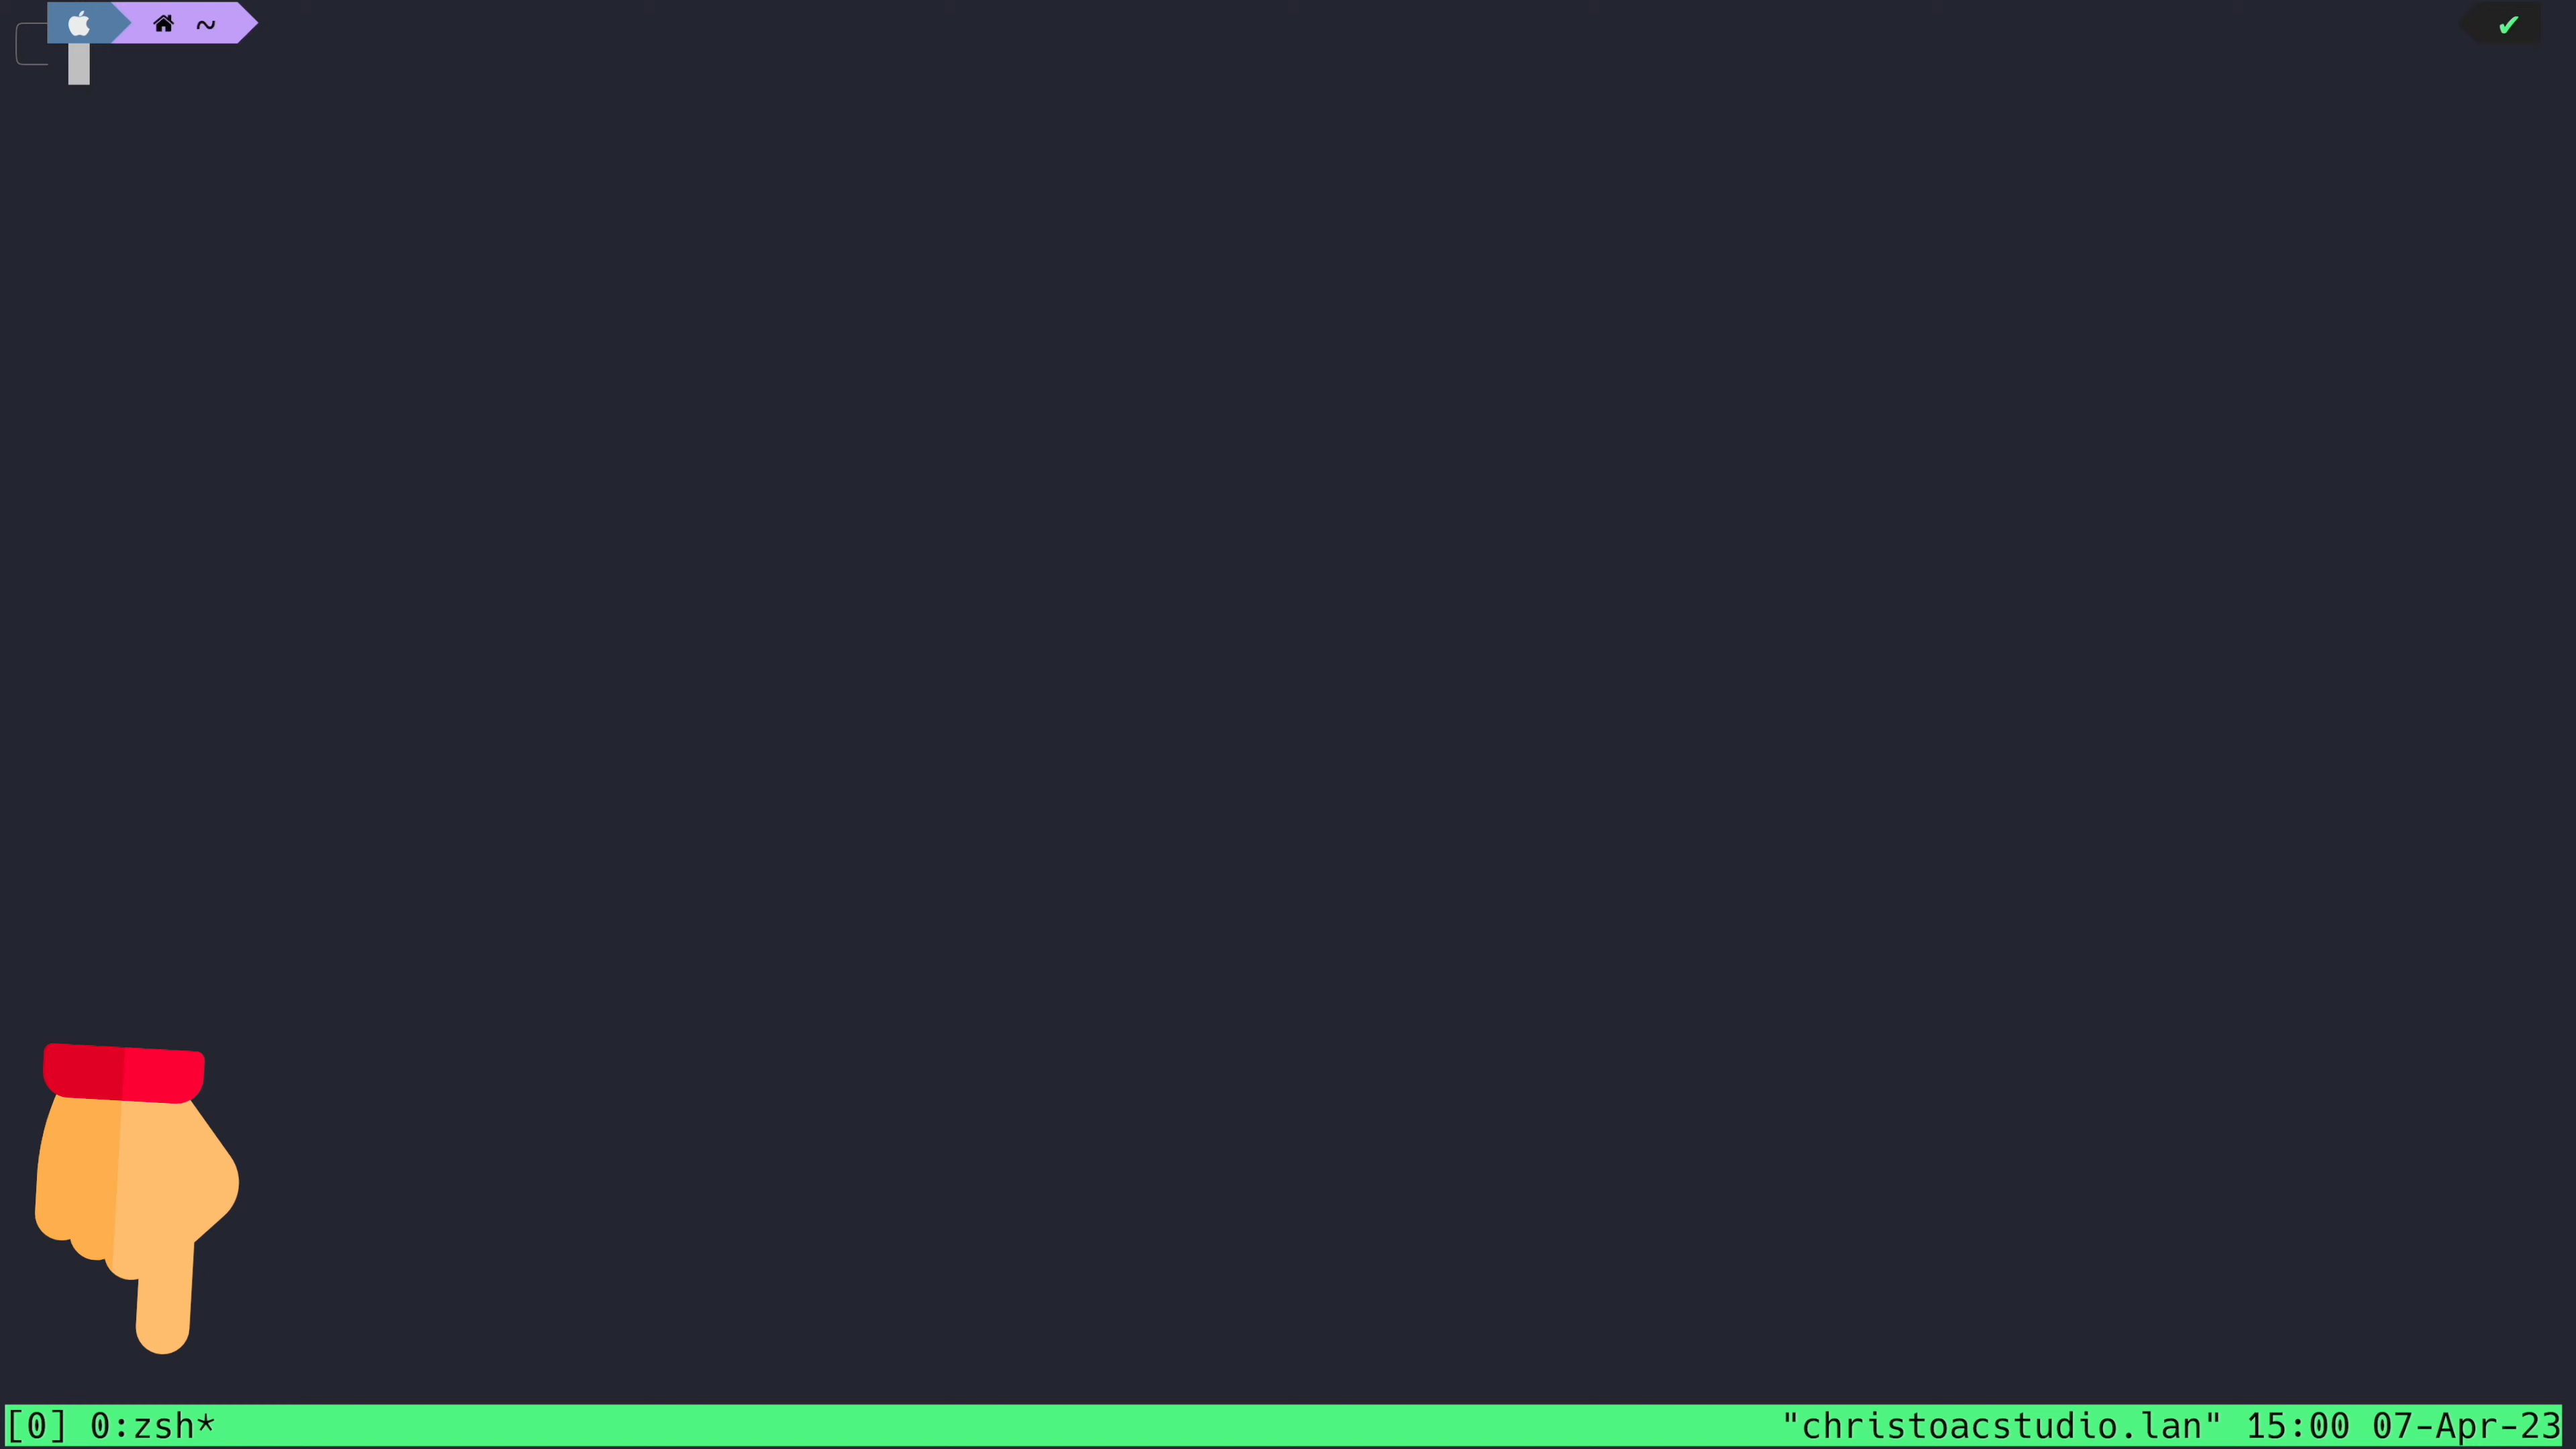 ~ ✔
[0] 0:zsh* "christoacstudio.lan" 15:00 07-Apr-23